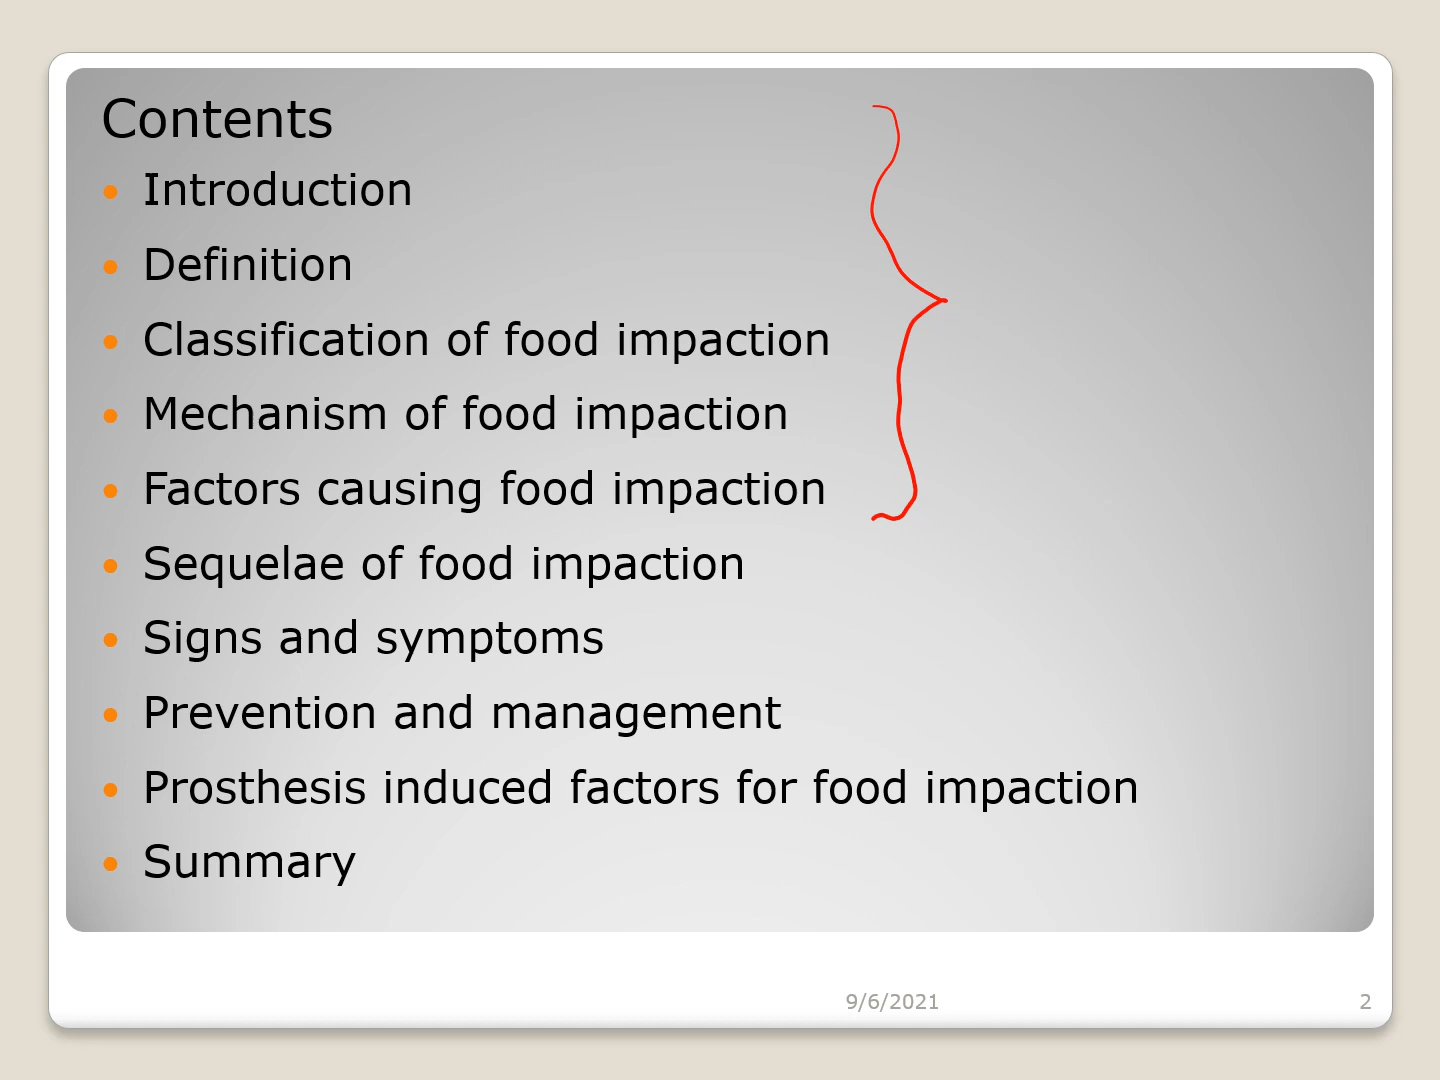 Contents
• Introduction
• Definition
• Classification of food impaction
• Mechanism of food impaction
• Factors causing food impaction
• Sequelae of food impaction
• Signs and symptoms
• Prevention and management
• Prosthesis induced factors for food impaction
• Summary
9/6/2021 2